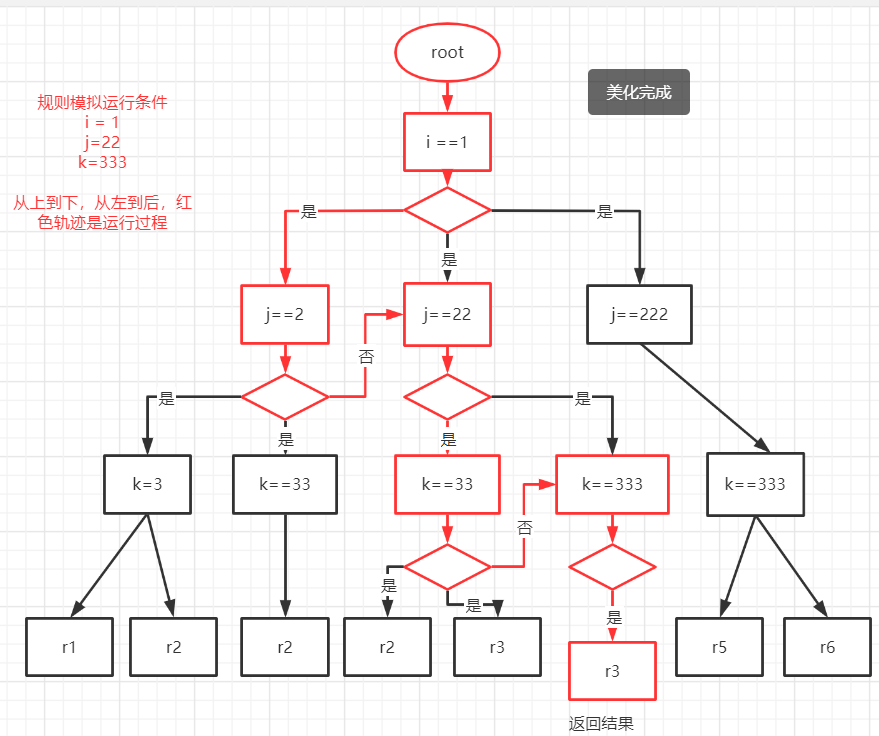 root
美化完成
规则模拟运行条件
i = 1
j=22
k=333
从上到下，从左到后，红
色轨迹是运行过程
i ==1
是
是
是
j==2
j==22
j==222
否
是
是
是
是
k=3
k==33
k==33
k==333
k==333
否
是
是
是
r1
r2
r2
r2
r3
r3
r5
r6
返回结果